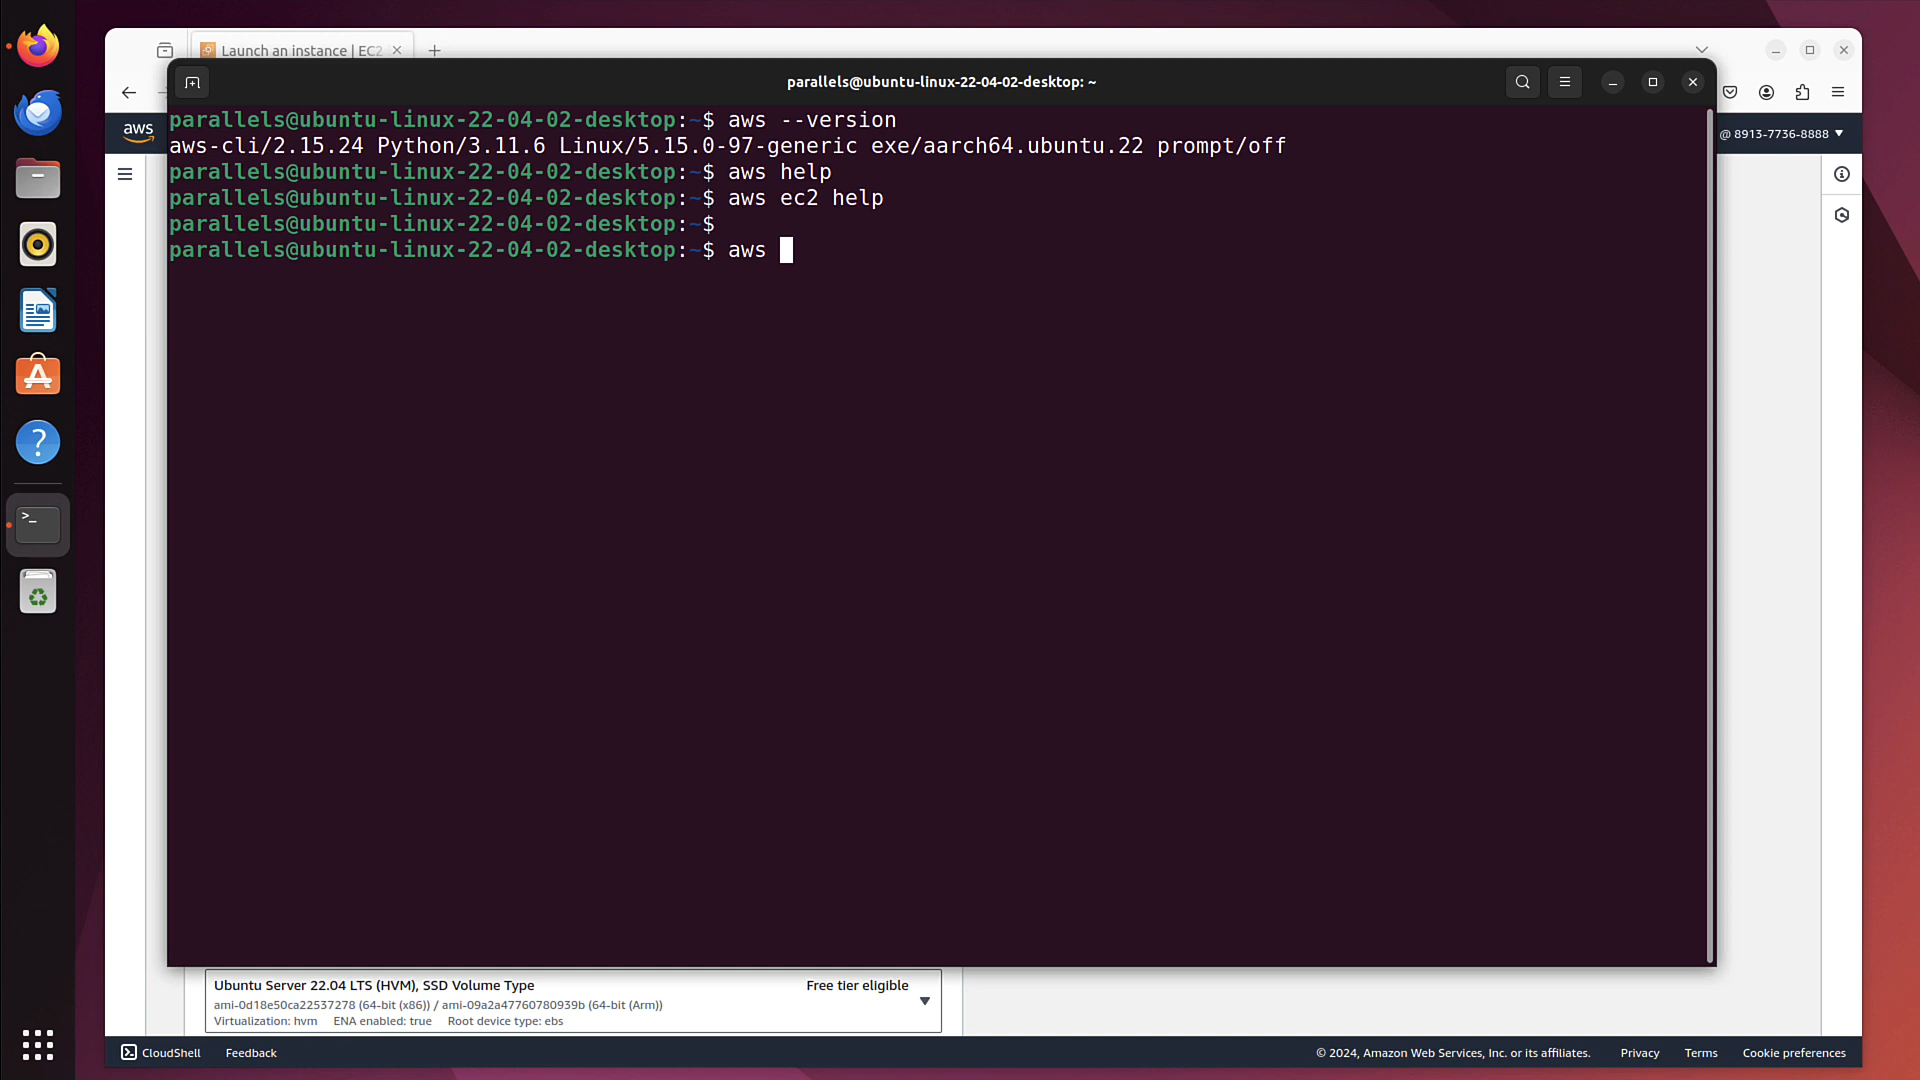 Launch an instance | EC2
parallels@ubuntu-linux-22-04-02-desktop: ~
parallels@ubuntu-linux-22-04-02-desktop:~$ aws --version
aws-cli/2.15.24 Python/3.11.6 Linux/5.15.0-97-generic exe/aarch64.ubuntu.22 prompt/off
parallels@ubuntu-linux-22-04-02-desktop:~$ aws help
parallels@ubuntu-linux-22-04-02-desktop:~$ aws ec2 help
parallels@ubuntu-linux-22-04-02-desktop:~$
parallels@ubuntu-linux-22-04-02-desktop:~$ aws
aws
@ 8913-7736-8888
Ubuntu Server 22.04 LTS (HVM), SSD Volume Type Free tier eligible
ami-0d18e50ca22537278 (64-bit (x86)) / ami-09a2a47760780939b (64-bit (Arm))
Virtualization: hvm ENA enabled: true Root device type: ebs
CloudShell Feedback © 2024, Amazon Web Services, Inc. or its affiliates. Privacy Terms Cookie preferences